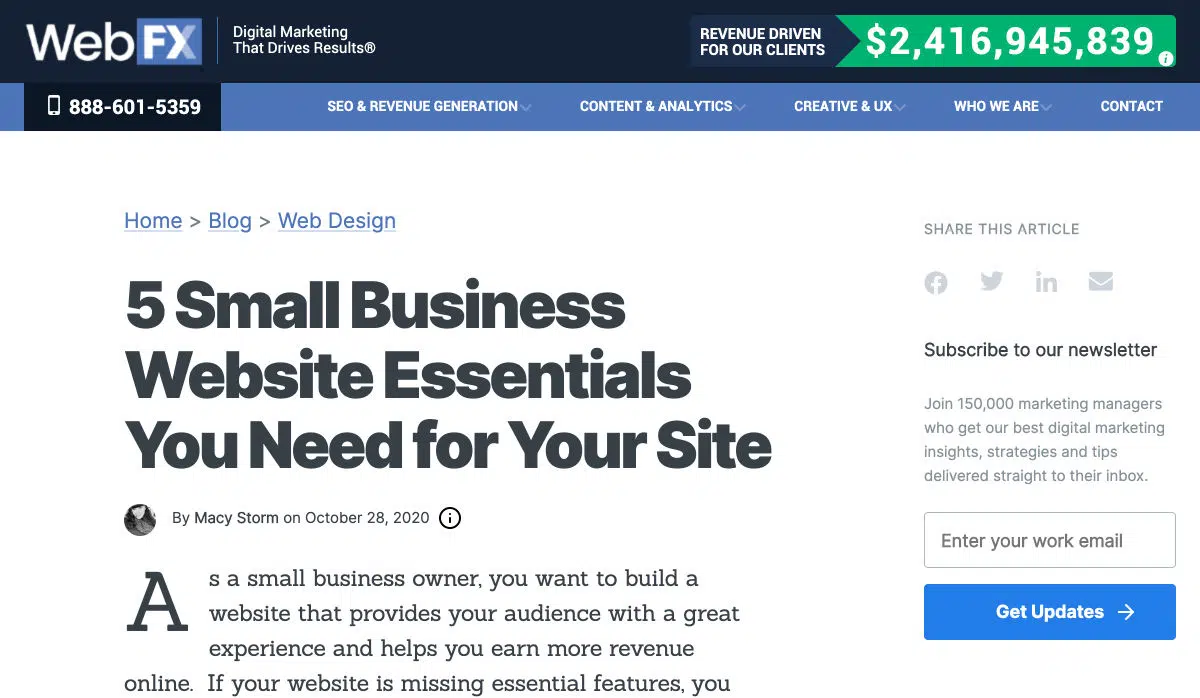 WebFX
Digital Marketing
That Drives Results®
REVENUE DRIVEN
FOR OUR CLIENTS
$2,416,945,839
888-601-5359
SEO & REVENUE GENERATION
CONTENT & ANALYTICS
CREATIVE & UX
WHO WE ARE
CONTACT
Home > Blog > Web Design
5 Small Business
Website Essentials
You Need for Your Site
By Macy Storm on October 28, 2020
As a small business owner, you want to build a
website that provides your audience with a great
experience and helps you earn more revenue
online. If your website is missing essential features, you
SHARE THIS ARTICLE
Subscribe to our newsletter
Join 150,000 marketing managers
who get our best digital marketing
insights, strategies and tips
delivered straight to their inbox.
Enter your work email
Get Updates →